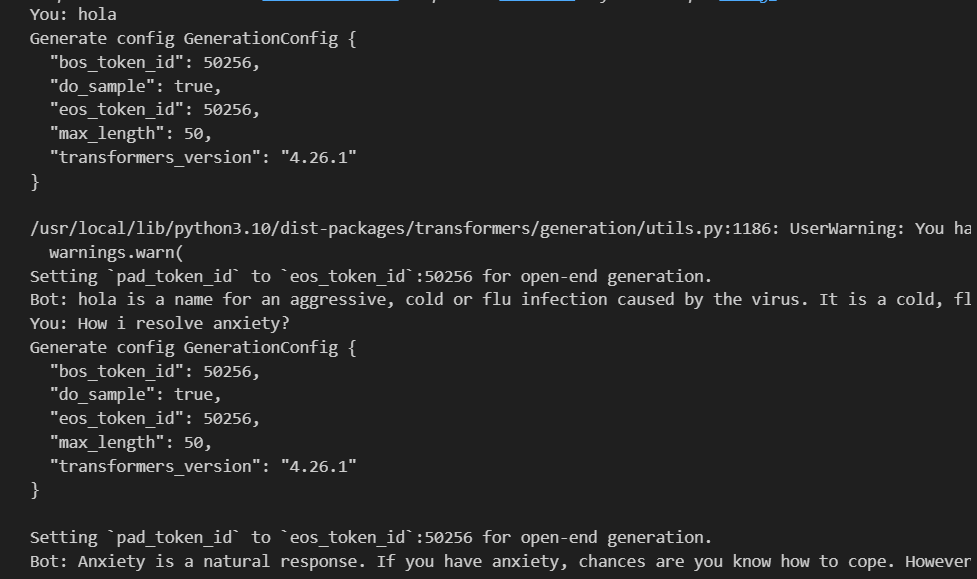 You: hola
Generate config GenerationConfig {
  "bos_token_id": 50256,
  "do_sample": true,
  "eos_token_id": 50256,
  "max_length": 50,
  "transformers_version": "4.26.1"
}

/usr/local/lib/python3.10/dist-packages/transformers/generation/utils.py:1186: UserWarning: You ha
  warnings.warn(
Setting `pad_token_id` to `eos_token_id`:50256 for open-end generation.
Bot: hola is a name for an aggressive, cold or flu infection caused by the virus. It is a cold, fl
You: How i resolve anxiety?
Generate config GenerationConfig {
  "bos_token_id": 50256,
  "do_sample": true,
  "eos_token_id": 50256,
  "max_length": 50,
  "transformers_version": "4.26.1"
}

Setting `pad_token_id` to `eos_token_id`:50256 for open-end generation.
Bot: Anxiety is a natural response. If you have anxiety, chances are you know how to cope. However